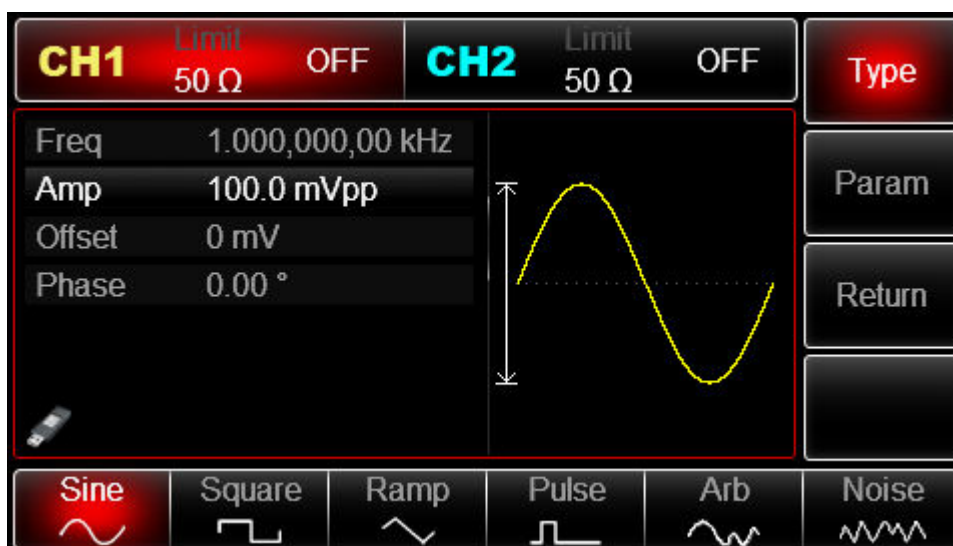 CH1 Limit 50 Ω OFF
CH2 Limit 50 Ω OFF
Type
Freq 1.000,000,00 kHz
Amp 100.0 mVpp
Offset 0 mV
Phase 0.00 °
Param
Return
Sine Square Ramp Pulse Arb Noise